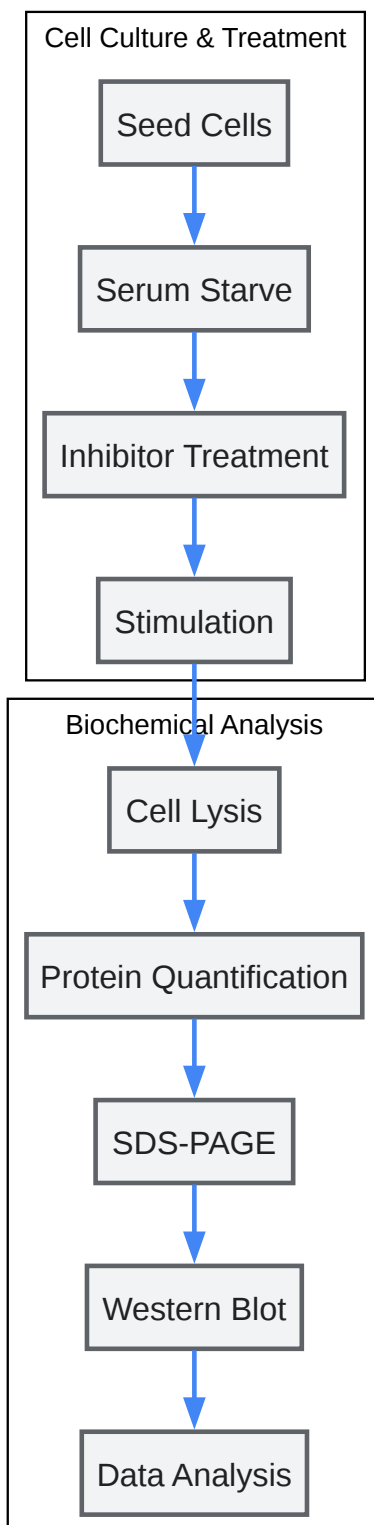 Cell Culture & Treatment
Seed Cells
Serum Starve
Inhibitor Treatment
Stimulation
Biochemical Analysis
Cell Lysis
Protein Quantification
SDS-PAGE
Western Blot
Data Analysis